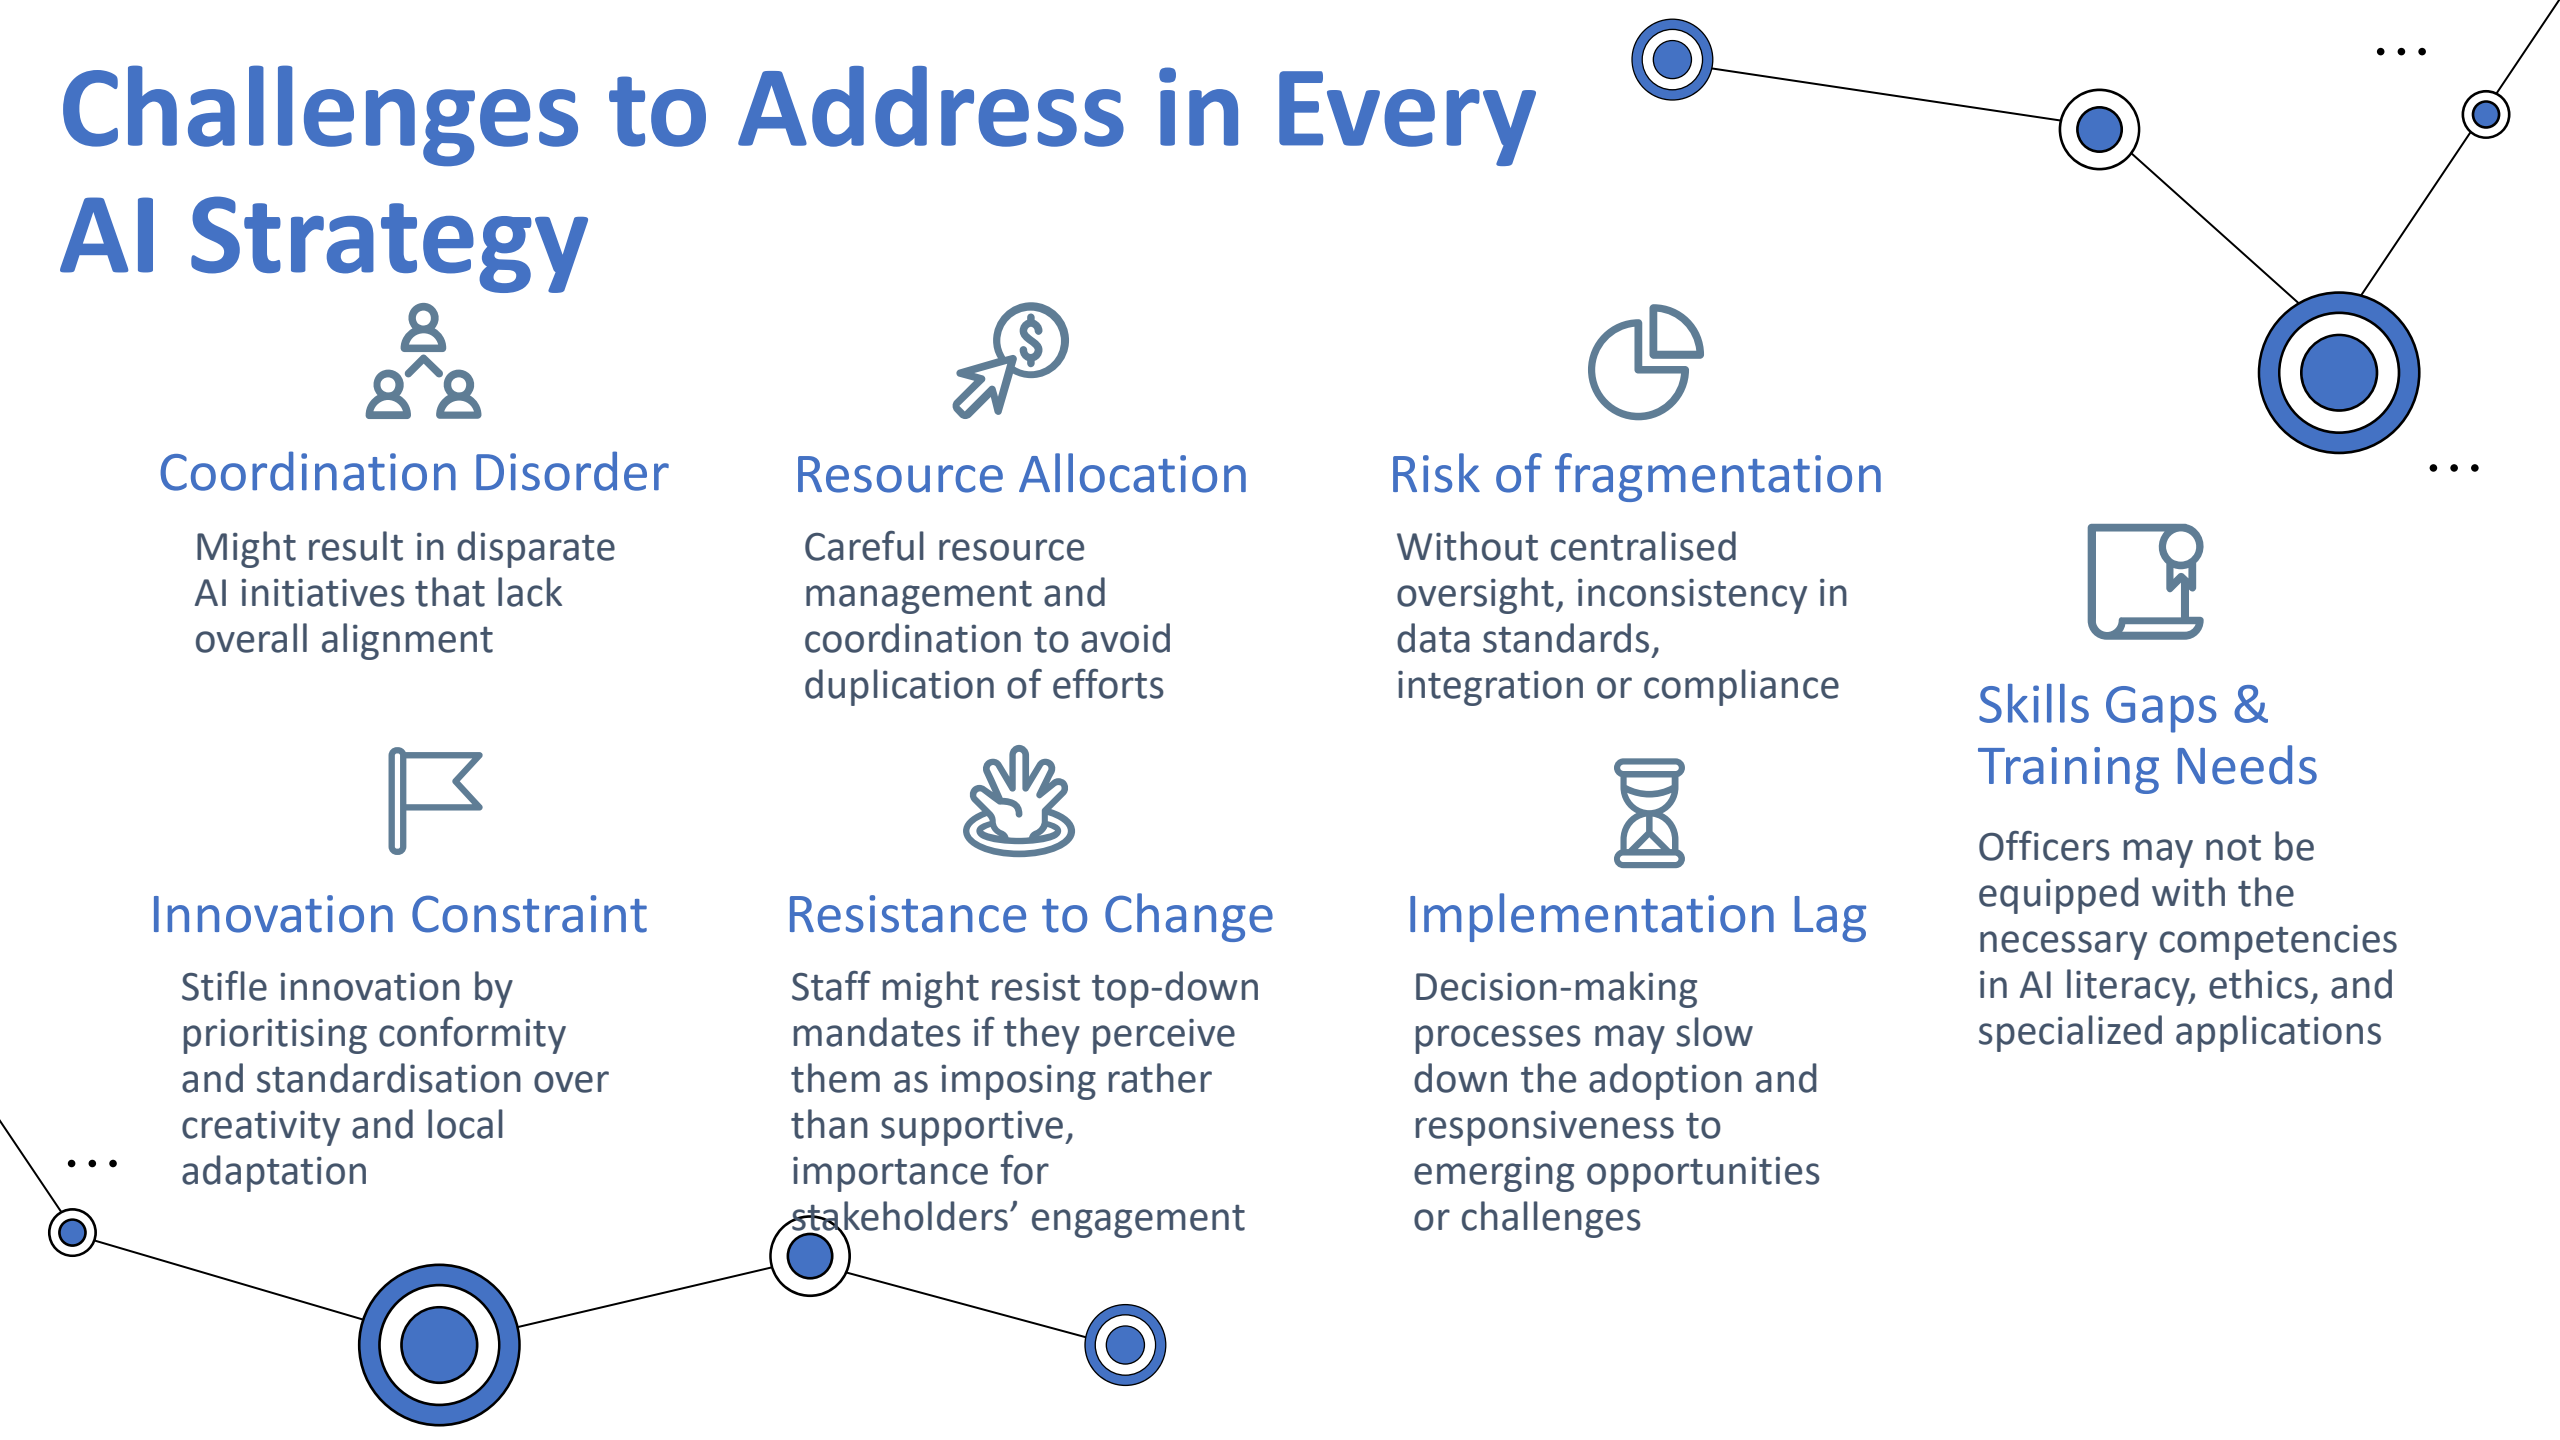 Challenges to Address in Every
AI Strategy
Coordination Disorder
Might result in disparate
AI initiatives that lack
overall alignment
Resource Allocation
Careful resource
management and
coordination to avoid
duplication of efforts
Risk of fragmentation
Without centralised
oversight, inconsistency in
data standards,
integration or compliance
Innovation Constraint
Stifle innovation by
prioritising conformity
and standardisation over
creativity and local
adaptation
Resistance to Change
Staff might resist top-down
mandates if they perceive
them as imposing rather
than supportive,
importance for
stakeholders’ engagement
Implementation Lag
Decision-making
processes may slow
down the adoption and
responsiveness to
emerging opportunities
or challenges
Skills Gaps &
Training Needs
Officers may not be
equipped with the
necessary competencies
in AI literacy, ethics, and
specialized applications